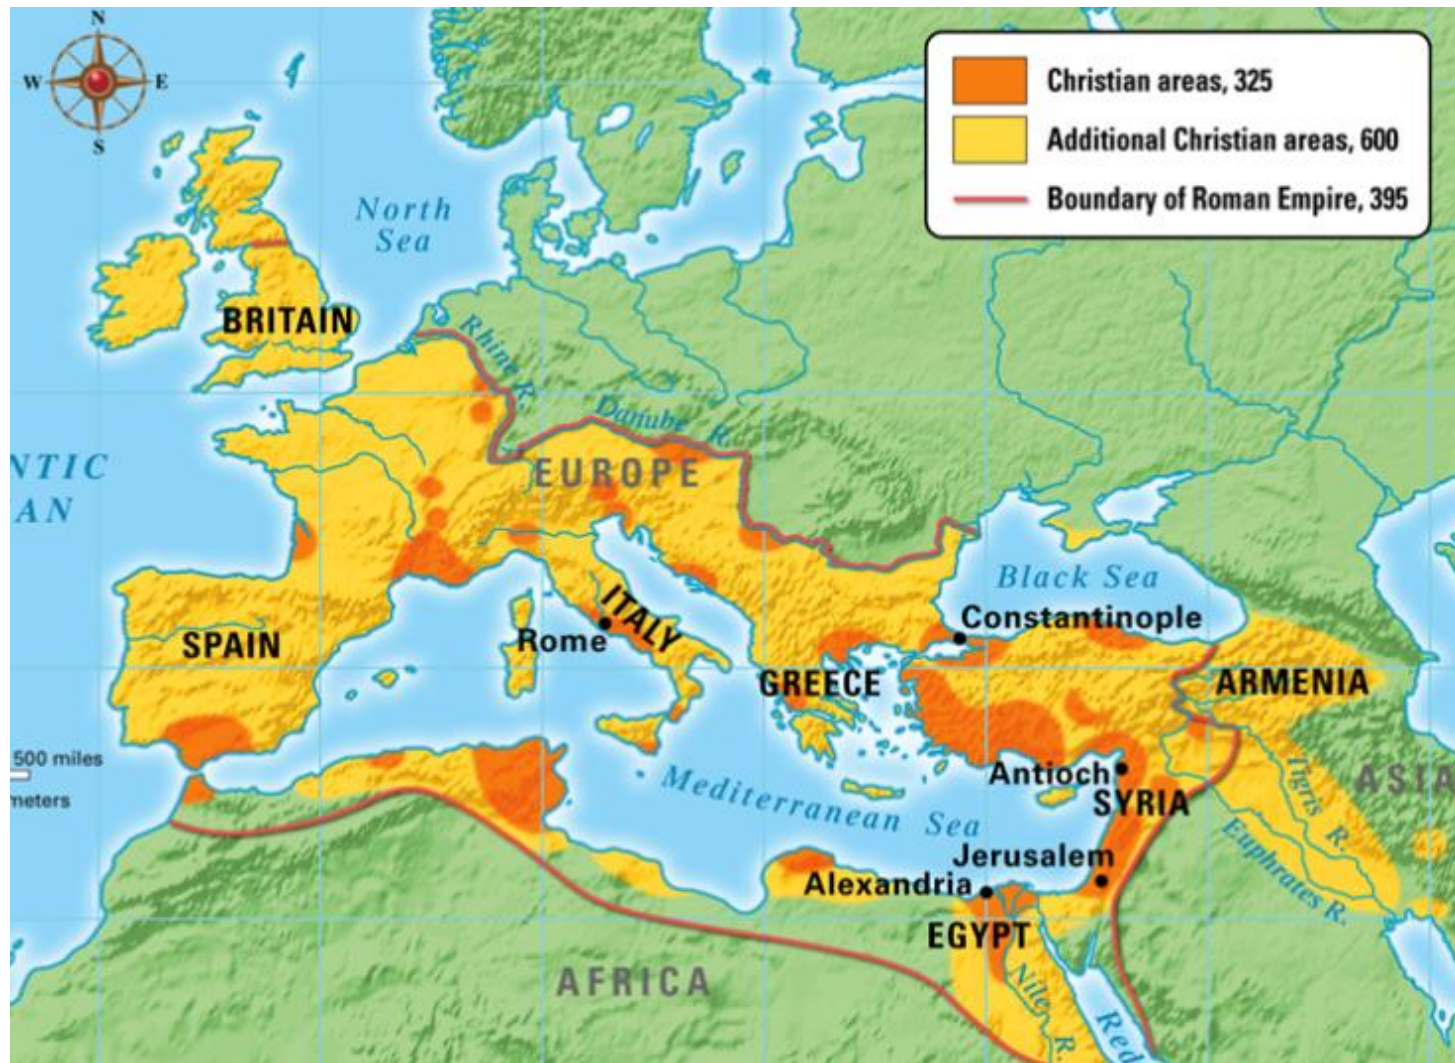 N
W E
S
Christian areas, 325
Additional Christian areas, 600
Boundary of Roman Empire, 395
North
Sea
BRITAIN
Rhine R.
Danube R.
NTIC
AN
EUROPE
Black Sea
Constantinople
ITALY
Rome
SPAIN
GREECE
ARMENIA
500 miles
meters
Antioch
SYRIA
Tigris R.
ASIA
Mediterranean Sea
Euphrates R.
Jerusalem
Alexandria
EGYPT
AFRICA
Nile R.
Red